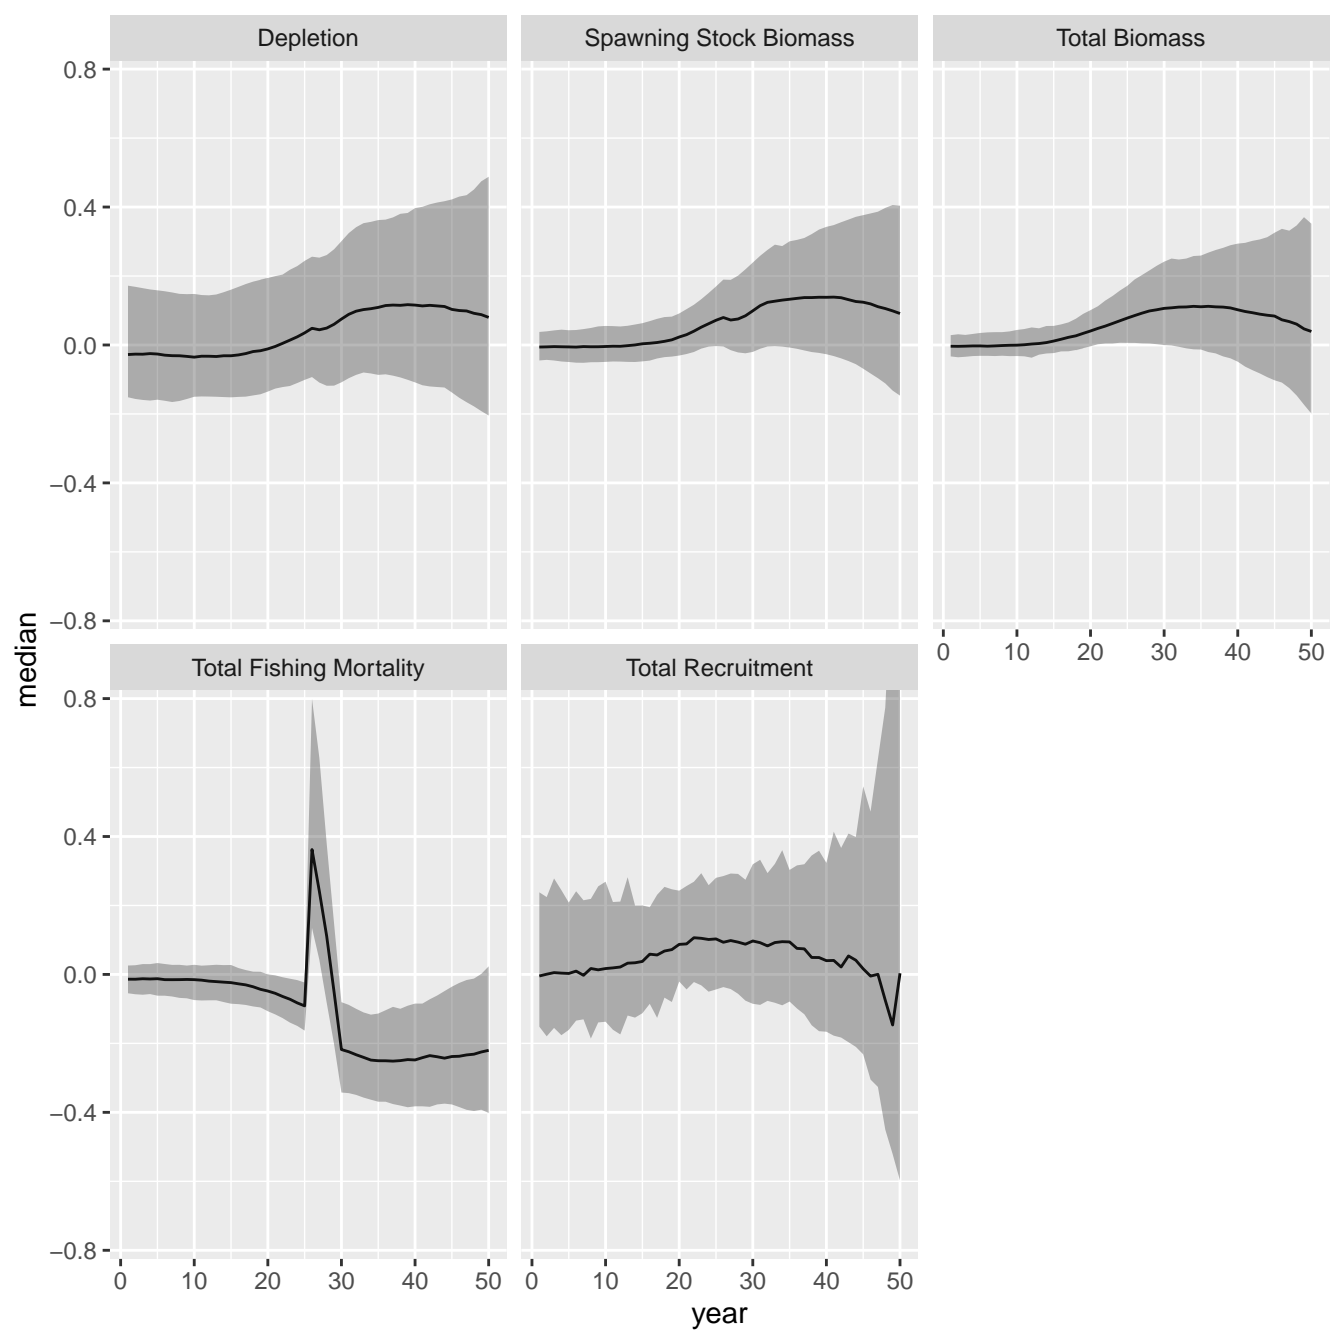 Depletion
Spawning Stock Biomass
Total Biomass
0.8
0.4
0.0
−0.4
−0.8
0 10 20 30 40 50
median
Total Fishing Mortality
Total Recruitment
0.8
0.4
0.0
−0.4
−0.8
0 10 20 30 40 50
0 10 20 30 40 50
year